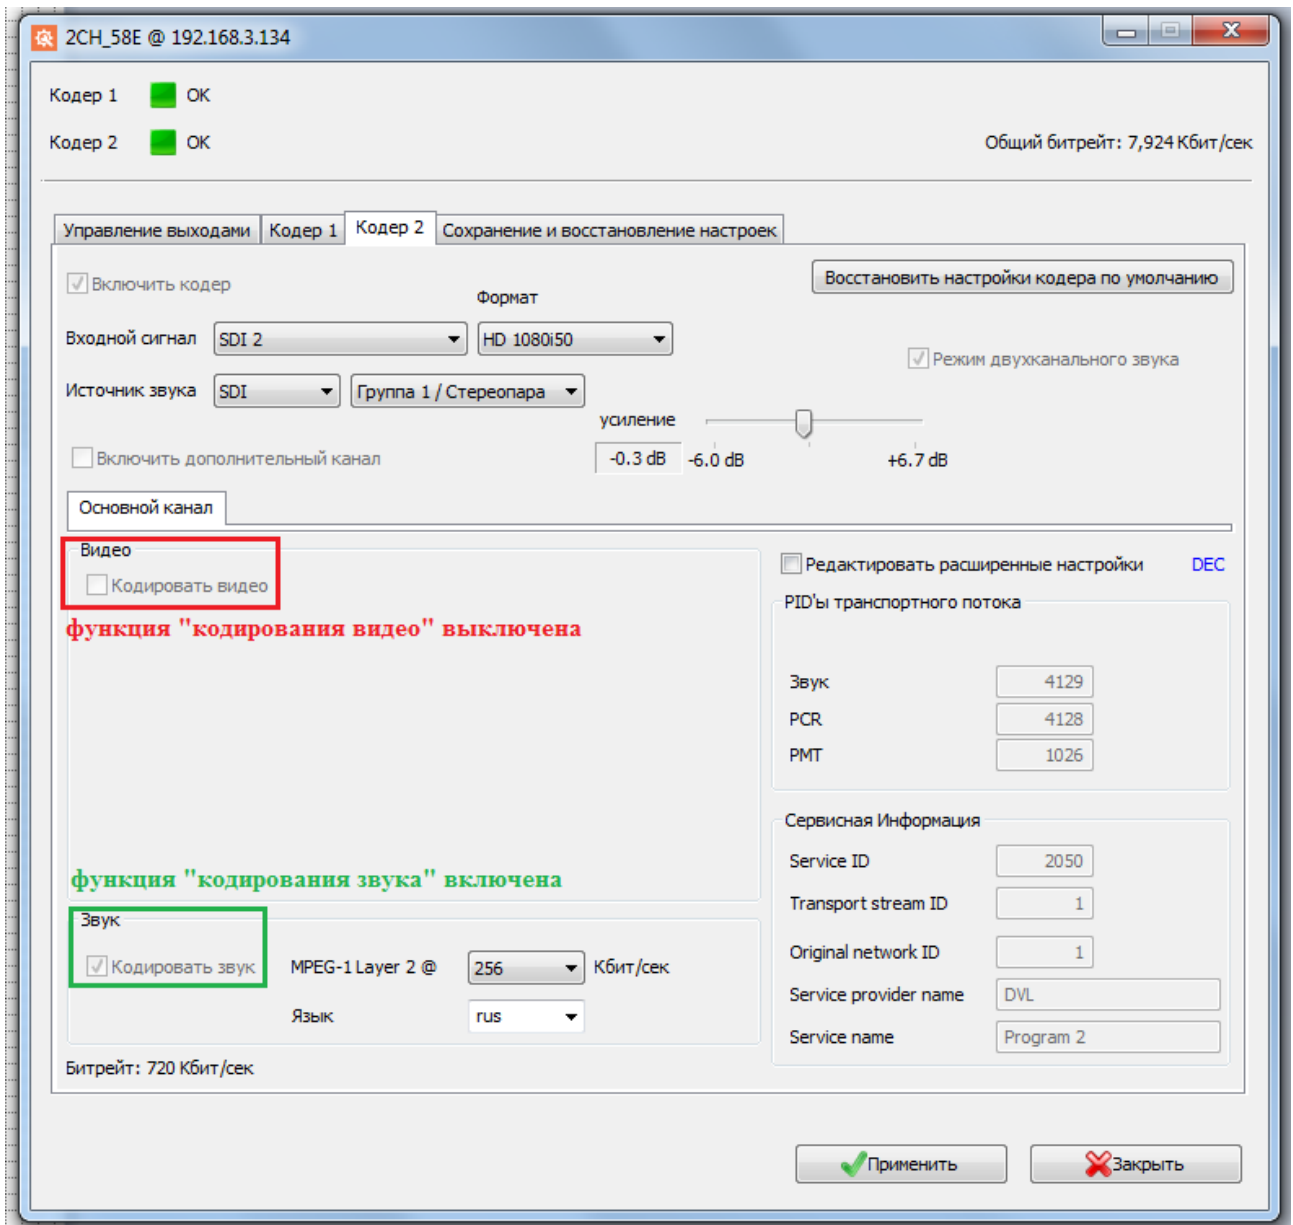 2CH_58E @ 192.168.3.134
Кодер 1 OK
Кодер 2 OK
Общий битрейт: 7,924 Кбит/сек
Управление выходами Кодер 1 Кодер 2 Сохранение и восстановление настроек
Включить кодер
Восстановить настройки кодера по умолчанию
Формат
Входной сигнал SDI 2 HD 1080i50
Режим двухканального звука
Источник звука SDI Группа 1 / Стереопара
усиление
Включить дополнительный канал
-0.3 dB -6.0 dB +6.7 dB
Основной канал
Видео
Кодировать видео
функция "кодирования видео" выключена
функция "кодирования звука" включена
Звук
Кодировать звук MPEG-1 Layer 2 @ 256 Кбит/сек
Язык rus
Битрейт: 720 Кбит/сек
Редактировать расширенные настройки DEC
PID'ы транспортного потока
Звук 4129
PCR 4128
PMT 1026
Сервисная Информация
Service ID 2050
Transport stream ID 1
Original network ID 1
Service provider name DVL
Service name Program 2
Применить Закрыть